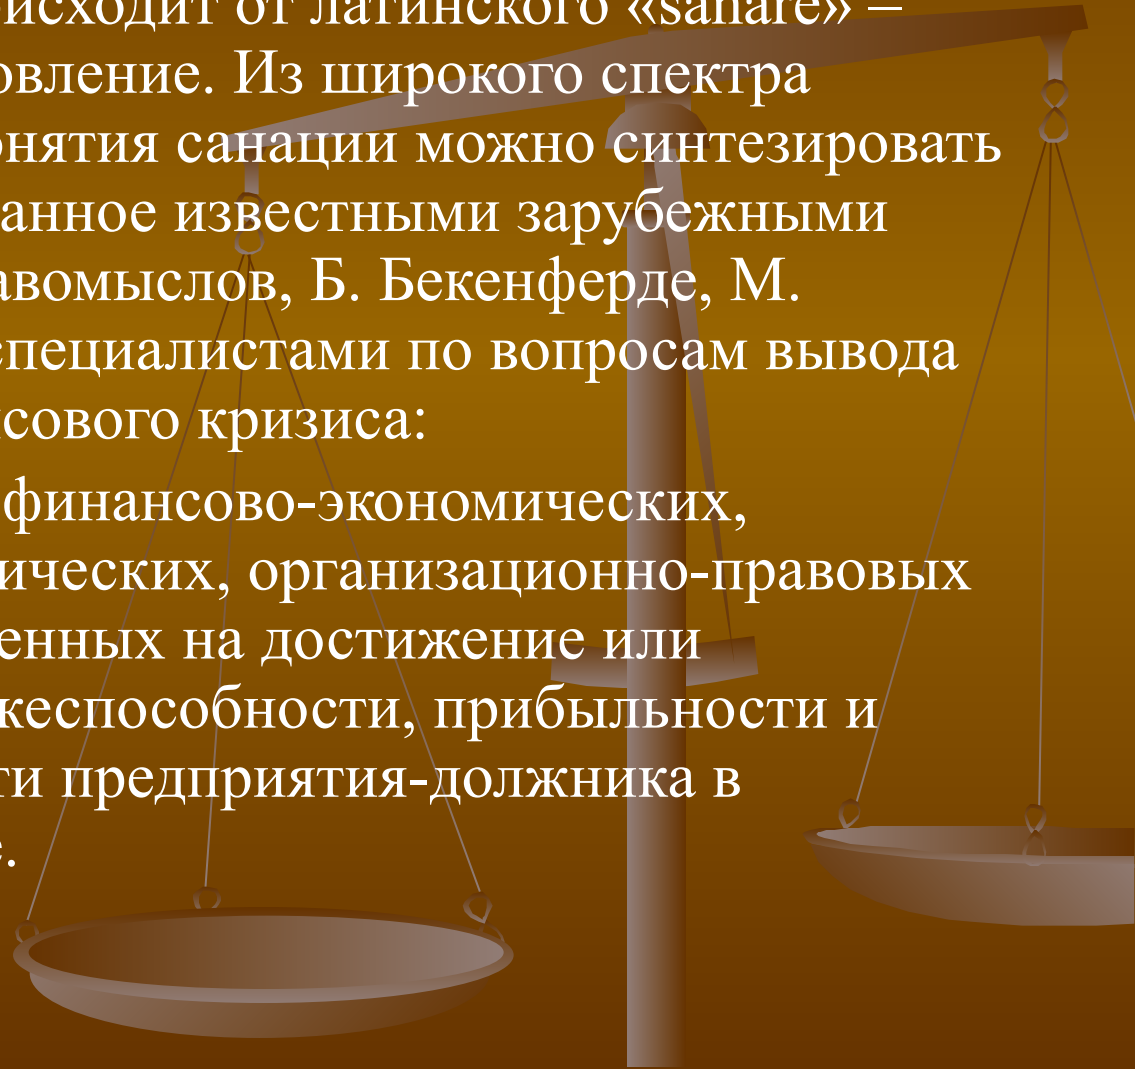 исходит от латинского «sanare» –
овление. Из широкого спектра
онятия санации можно синтезировать
анное известными зарубежными
авомыслов, Б. Бекенферде, М.
специалистами по вопросам вывода
сового кризиса:
финансово-экономических,
ических, организационно-правовых
енных на достижение или
жеспособности, прибыльности и
ти предприятия-должника в
е.